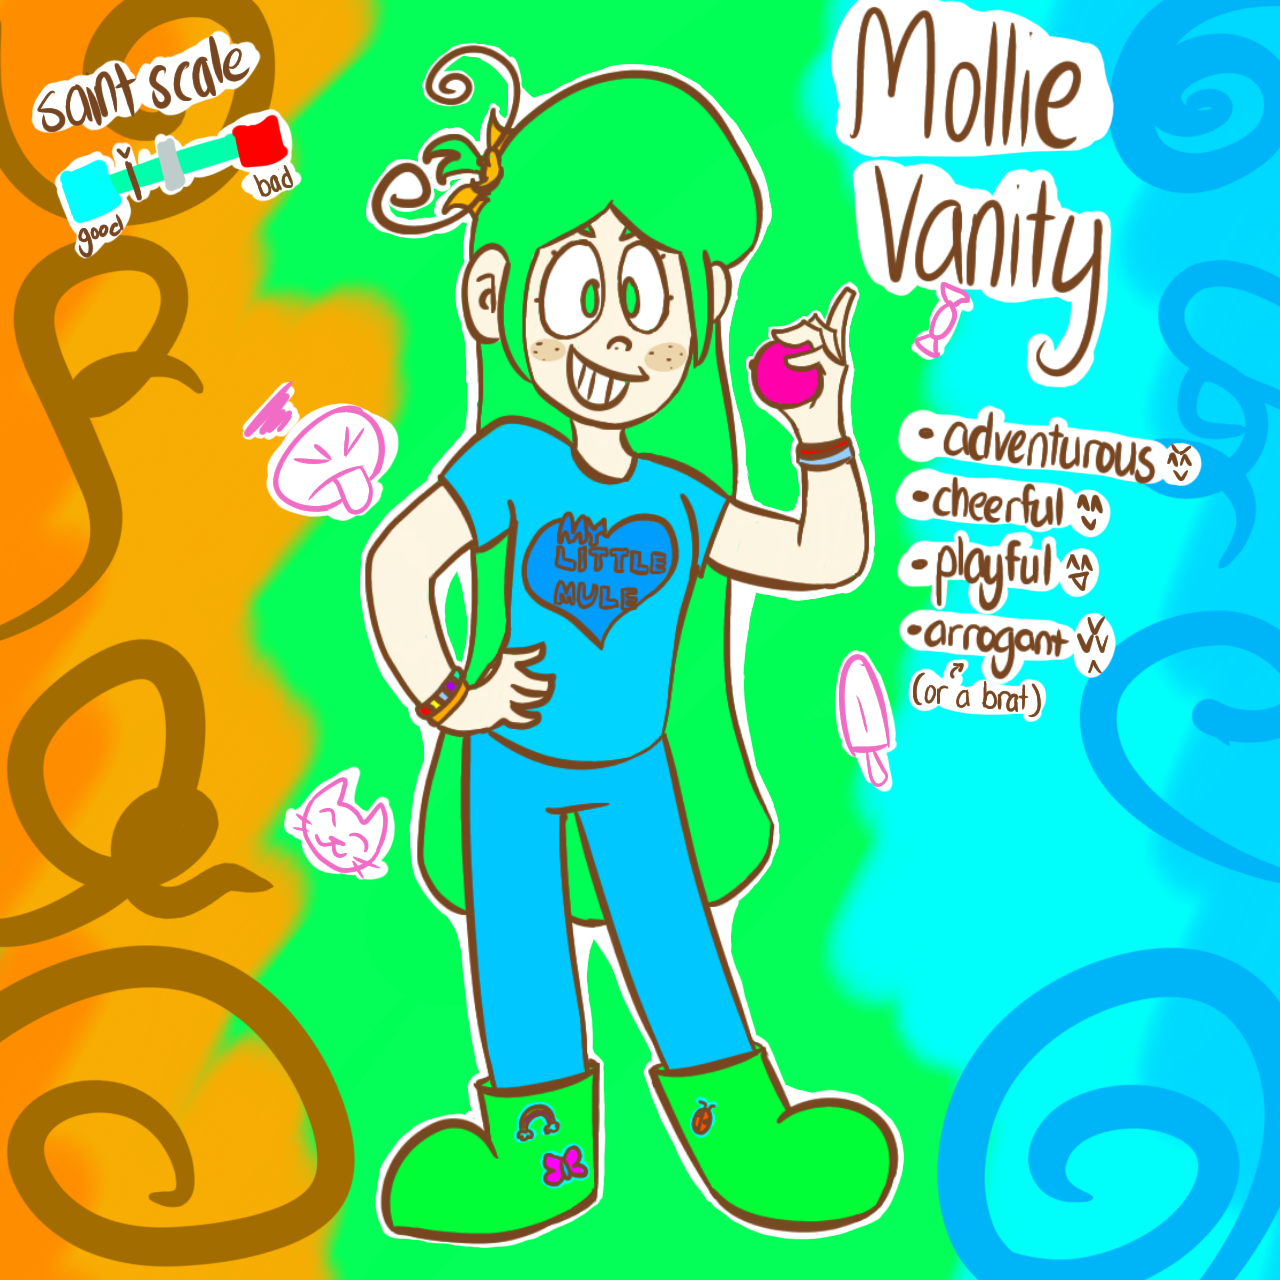 saint scale
good
bad
Mollie
Vanity
• adventurous
• cheerful
• playful
• arrogant
(or a brat)
MY
LITTLE
MULE